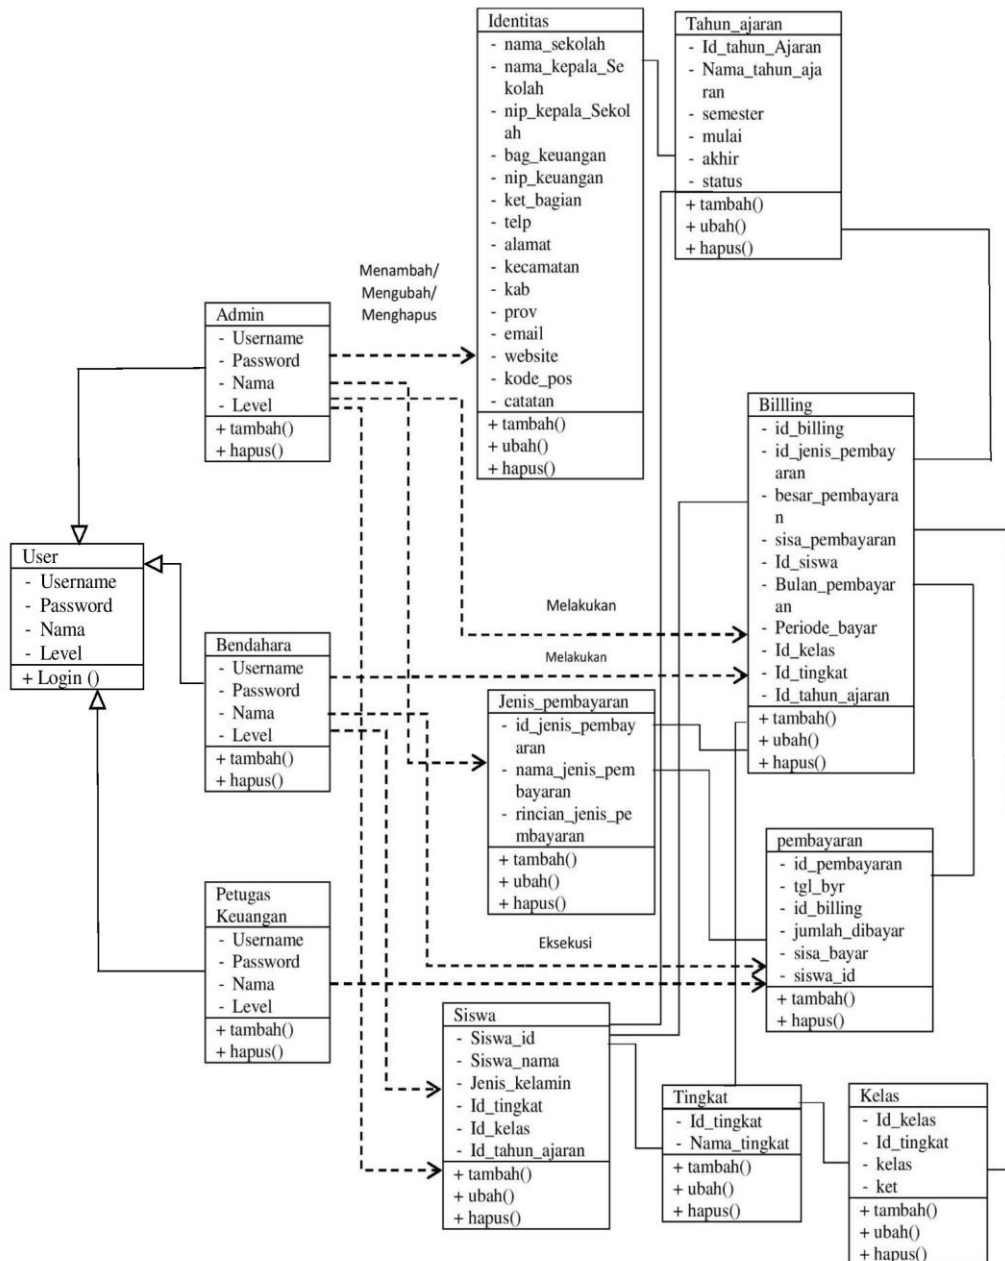 Identitas
- nama_sekolah
- nama_kepala_Se
kolah
- nip_kepala_Sekol
ah
- bag_keuangan
- nip_keuangan
- ket_bagian
- telp
- alamat
- kecamatan
- kab
- prov
- email
- website
- kode_pos
- catatan
+ tambah()
+ ubah()
+ hapus()
Tahun_ajaran
- Id_tahun_Ajaran
- Nama_tahun_aja
ran
- semester
- mulai
- akhir
- status
+ tambah()
+ ubah()
+ hapus()
Menambah/
Mengubah/
Menghapus
Admin
- Username
- Password
- Nama
- Level
+ tambah()
+ hapus()
Billling
- id_billing
- id_jenis_pembay
aran
- besar_pembayara
n
- sisa_pembayaran
- Id_siswa
- Bulan_pembayar
an
- Periode_bayar
- Id_kelas
- Id_tingkat
- Id_tahun_ajaran
+ tambah()
+ ubah()
+ hapus()
User
- Username
- Password
- Nama
- Level
+ Login ()
Melakukan
Melakukan
Bendahara
- Username
- Password
- Nama
- Level
+ tambah()
+ hapus()
Jenis_pembayaran
- id_jenis_pembay
aran
- nama_jenis_pem
bayaran
- rincian_jenis_pe
mbayaran
+ tambah()
+ ubah()
+ hapus()
pembayaran
- id_pembayaran
- tgl_byr
- id_billing
- jumlah_dibayar
- sisa_bayar
- siswa_id
+ tambah()
+ hapus()
Petugas
Keuangan
- Username
- Password
- Nama
- Level
+ tambah()
+ hapus()
Eksekusi
Siswa
- Siswa_id
- Siswa_nama
- Jenis_kelamin
- Id_tingkat
- Id_kelas
- Id_tahun_ajaran
+ tambah()
+ ubah()
+ hapus()
Tingkat
- Id_tingkat
- Nama_tingkat
+ tambah()
+ ubah()
+ hapus()
Kelas
- Id_kelas
- Id_tingkat
- kelas
- ket
+ tambah()
+ ubah()
+ hapus()